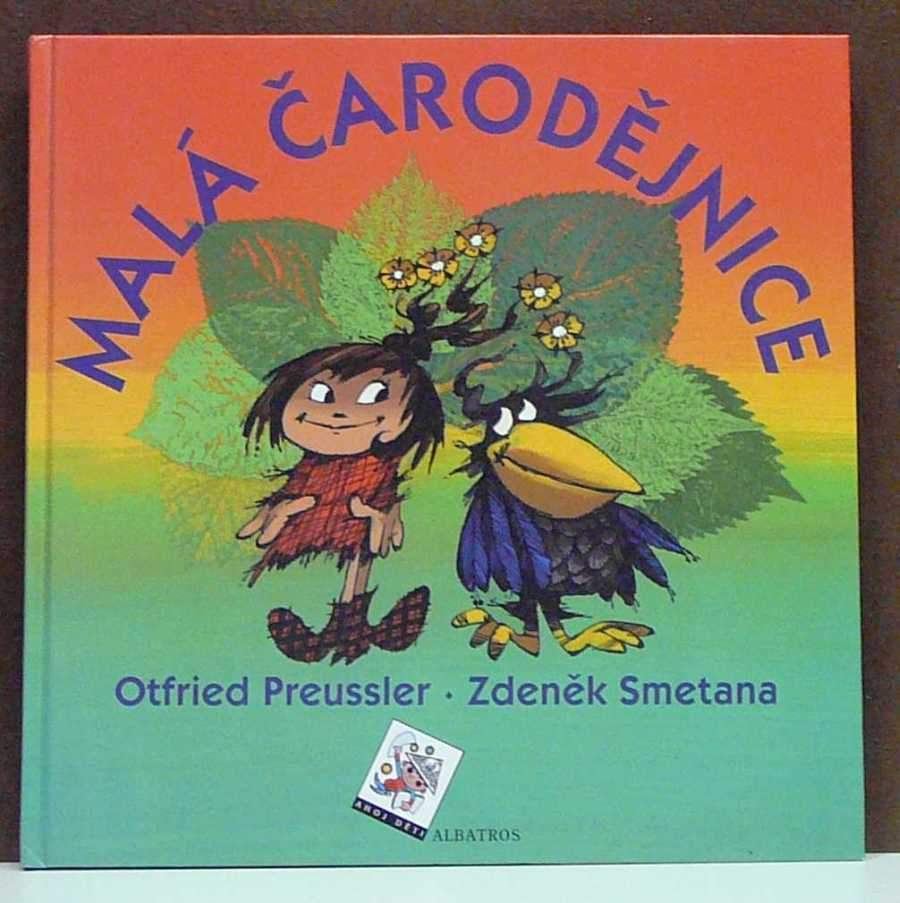 MALÁ ČARODĚJNICE
Otfried Preussler · Zdeněk Smetana
AHOJ DĚTI
ALBATROS